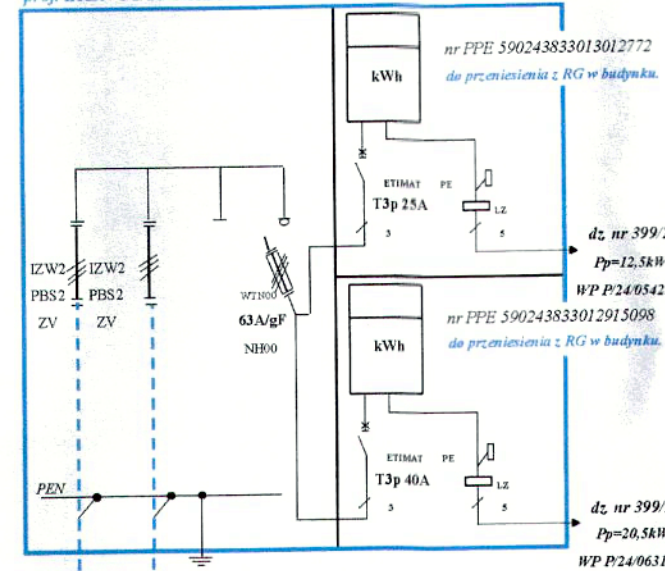 nr PPE 590243833013012772
do przeniesienia z RG w budynku.
kWh
ETIMAT PE
T3p 25A
LZ
3
5
dz. nr 399/
Pp=12,5kW
WP P/24/0542
IZW2 IZW2
PBS2 PBS2
ZV ZV
WTN00
63A/gF
NH00
nr PPE 590243833012915098
do przeniesienia z RG w budynku.
kWh
ETIMAT PE
T3p 40A
LZ
3
5
PEN
dz. nr 399/
Pp=20,5kW
WP P/24/0631